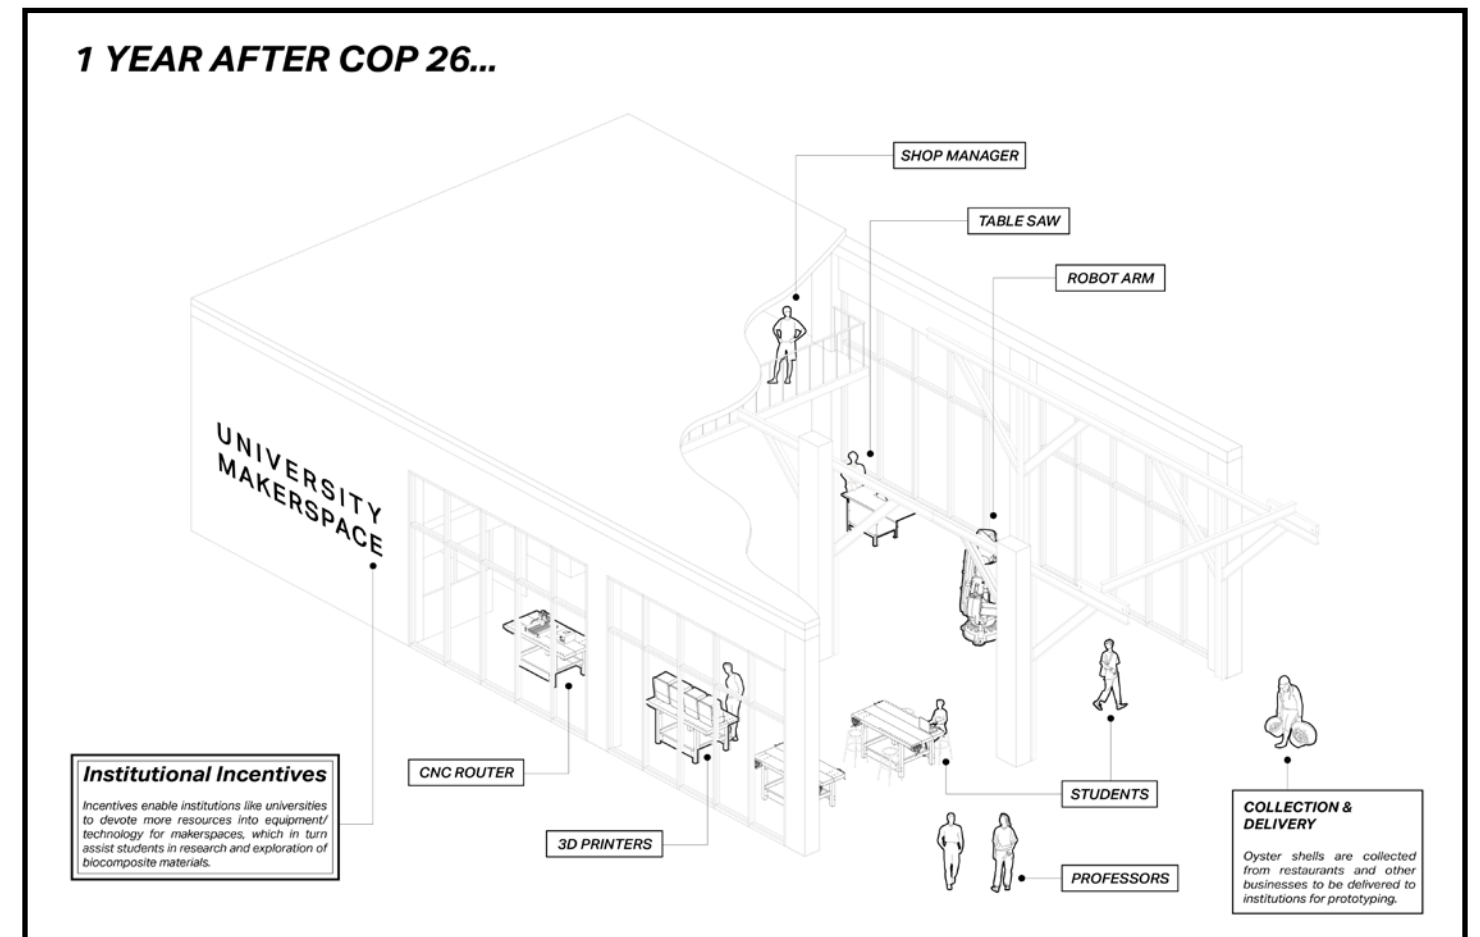 1 YEAR AFTER COP 26...
SHOP MANAGER
TABLE SAW
ROBOT ARM
UNIVERSITY
MAKERSPACE
Institutional Incentives
Incentives enable institutions like universities
to devote more resources into equipment/
technology for makerspaces, which in turn
assist students in research and exploration of
biocomposite materials.
CNC ROUTER
3D PRINTERS
STUDENTS
PROFESSORS
COLLECTION &
DELIVERY
Oyster shells are collected
from restaurants and other
businesses to be delivered to
institutions for prototyping.